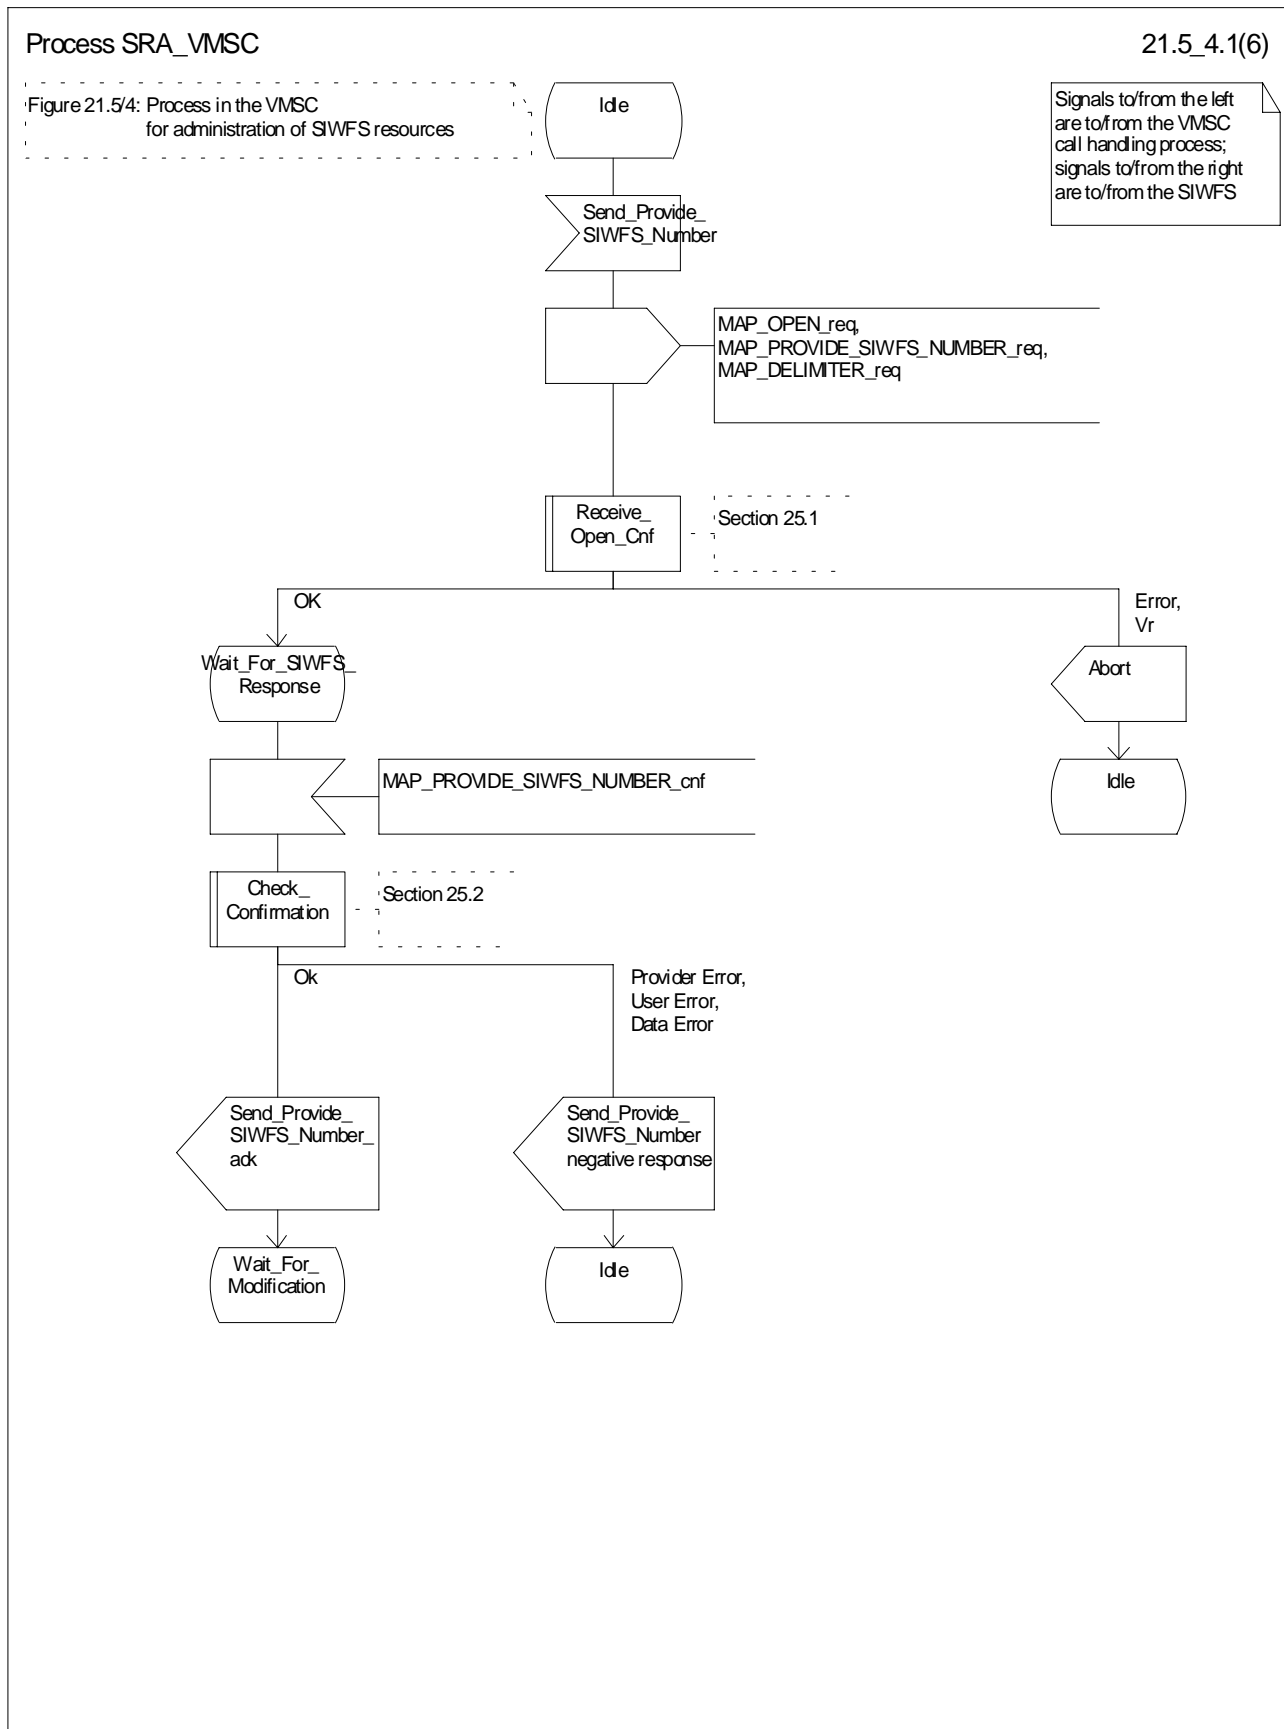 Process SRA_VMSC
21.5_4.1(6)
Figure 21.5/4: Process in the VMSC
for administration of SIWFS resources
Idle
Signals to/from the left
are to/from the VMSC
call handling process;
signals to/from the right
are to/from the SIWFS
Send_Provide_
SIWFS_Number
MAP_OPEN_req,
MAP_PROVIDE_SIWFS_NUMBER_req,
MAP_DELIMITER_req
Receive_
Open_Cnf
Section 25.1
OK
Error,
Vr
Wait_For_SIWFS_
Response
Abort
MAP_PROVIDE_SIWFS_NUMBER_cnf
Idle
Check_
Confirmation
Section 25.2
Ok
Provider Error,
User Error,
Data Error
Send_Provide_
SIWFS_Number_
ack
Send_Provide_
SIWFS_Number
negative response
Wait_For_
Modification
Idle